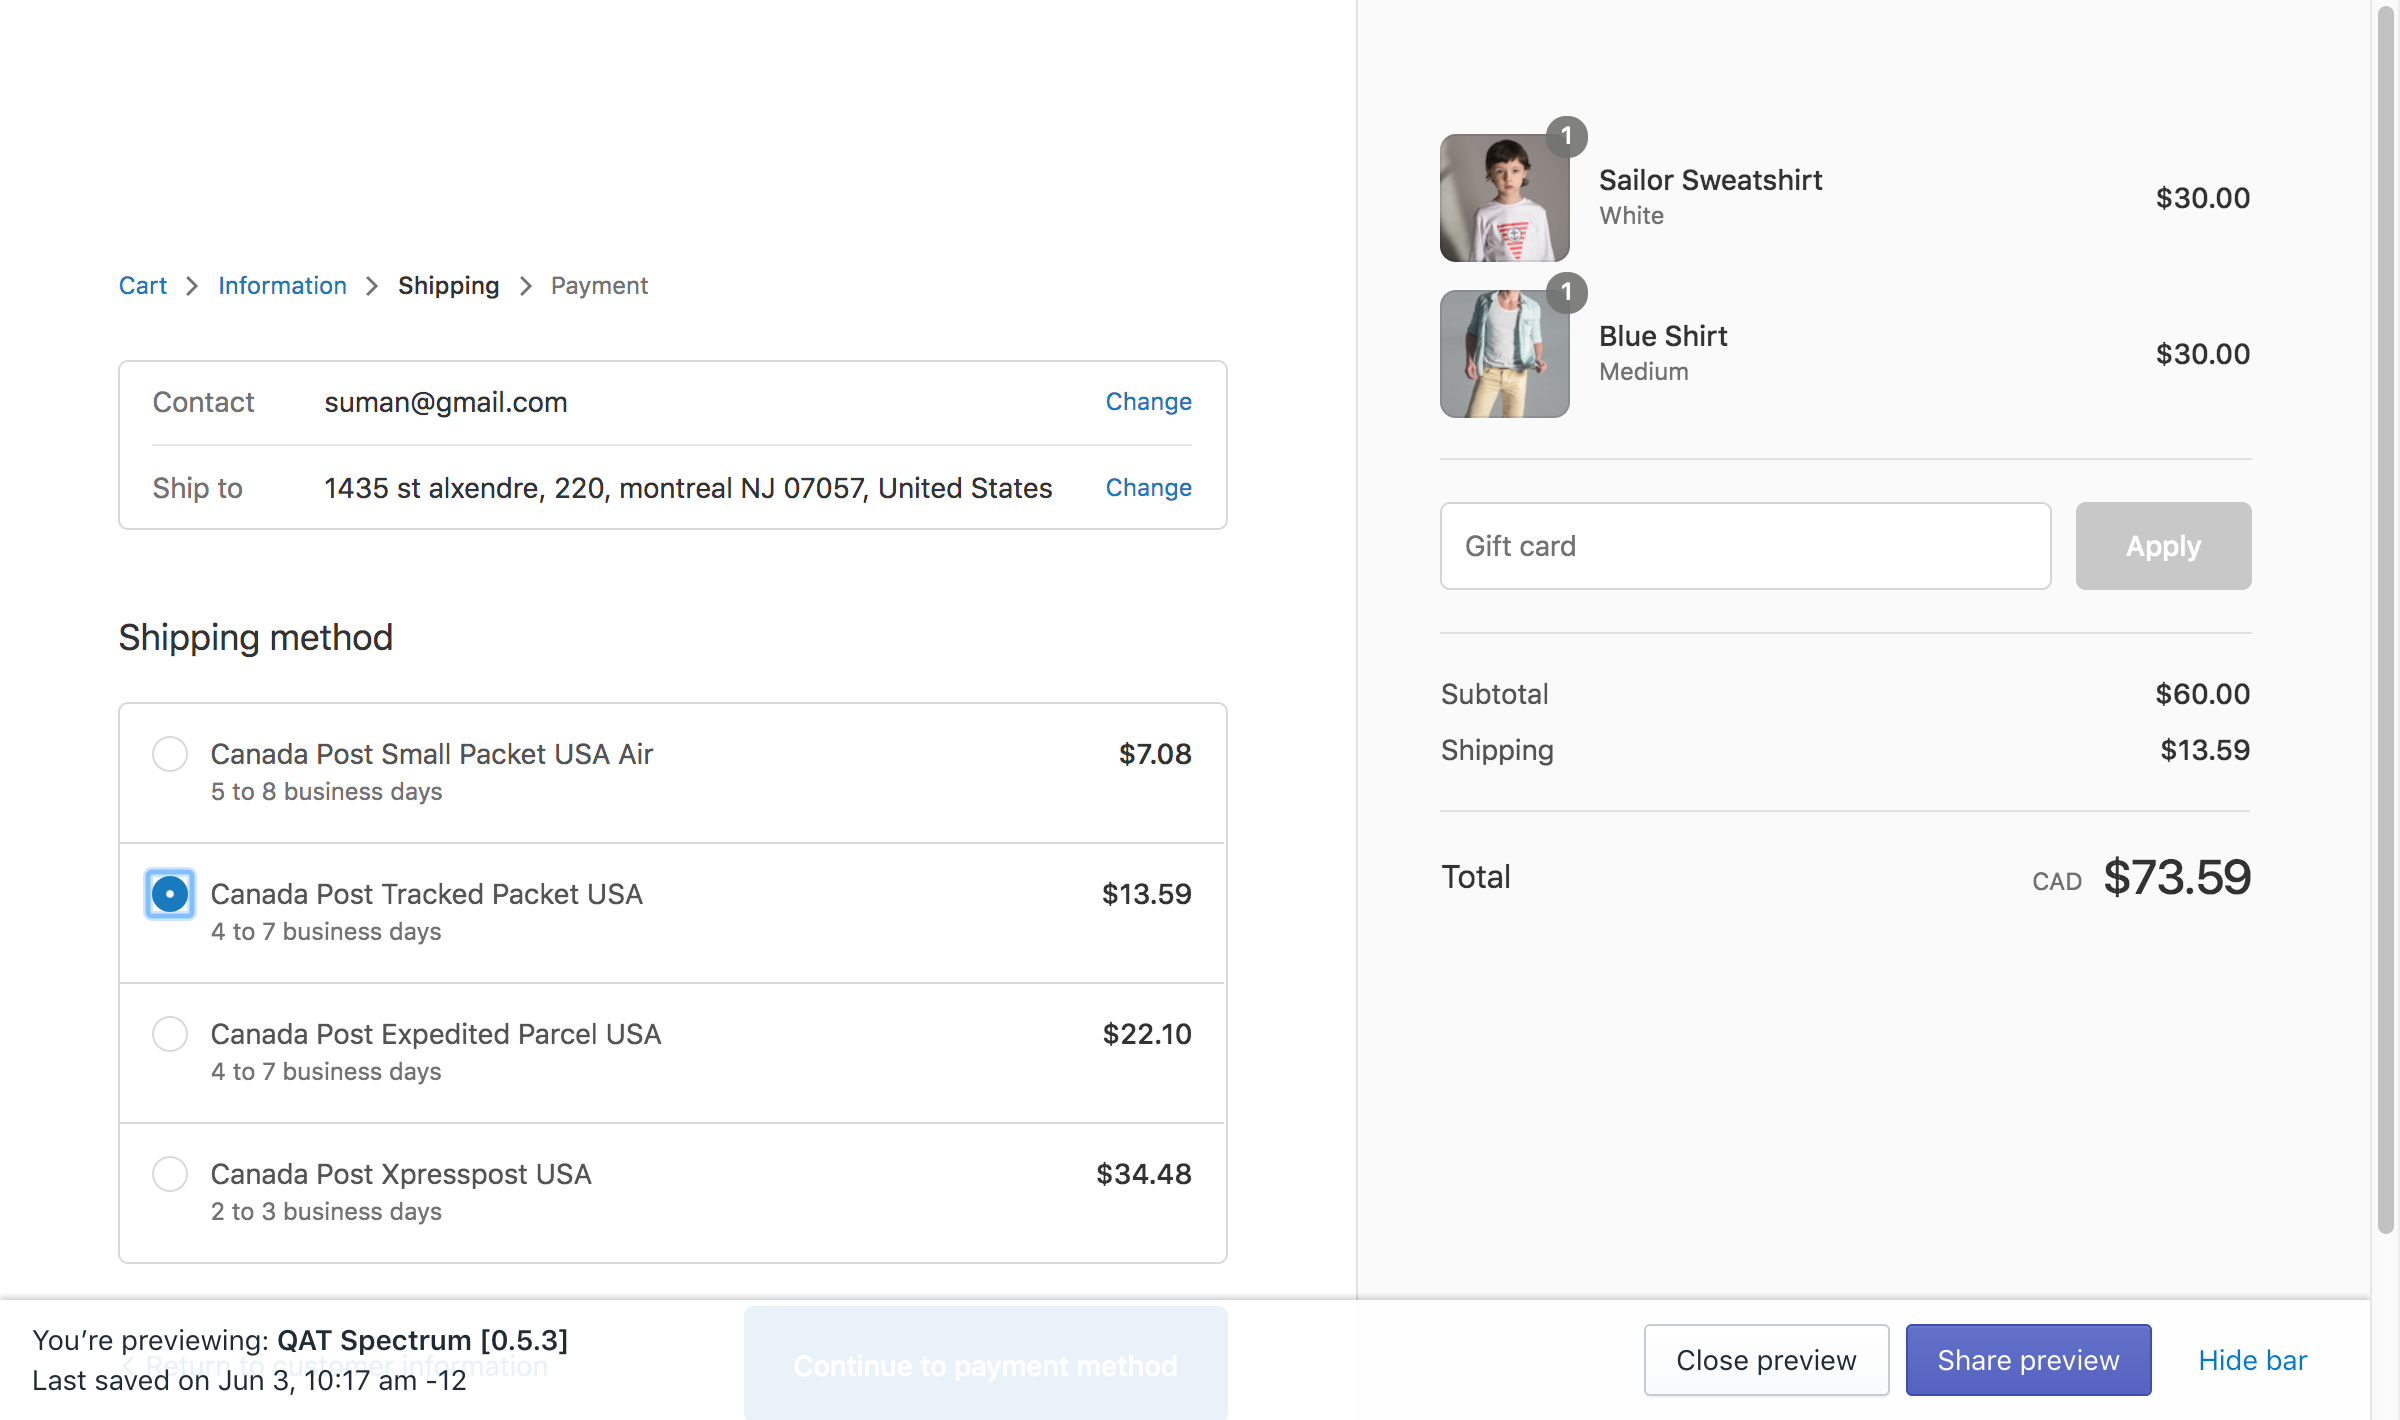 Cart > Information > Shipping > Payment
Contact suman@gmail.com Change
Ship to 1435 st alxendre, 220, montreal NJ 07057, United States Change
Shipping method
Canada Post Small Packet USA Air $7.08
5 to 8 business days
Canada Post Tracked Packet USA $13.59
4 to 7 business days
Canada Post Expedited Parcel USA $22.10
4 to 7 business days
Canada Post Xpresspost USA $34.48
2 to 3 business days
1
Sailor Sweatshirt $30.00
White
1
Blue Shirt $30.00
Medium
Gift card Apply
Subtotal $60.00
Shipping $13.59
Total CAD $73.59
You’re previewing: QAT Spectrum [0.5.3]
< Return to customer information
Last saved on Jun 3, 10:17 am -12
Continue to payment method
Close preview Share preview Hide bar